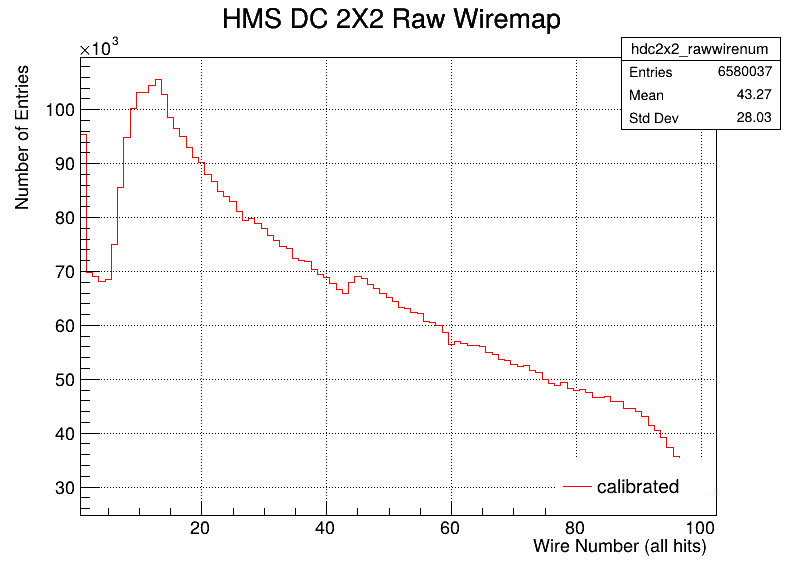 HMS DC 2X2 Raw Wiremap
×10³
hdc2x2_rawwirenum
Entries 6580037
Mean 43.27
Std Dev 28.03
Number of Entries
100
90
80
70
60
50
40
30
calibrated
20 40 60 80 100
Wire Number (all hits)